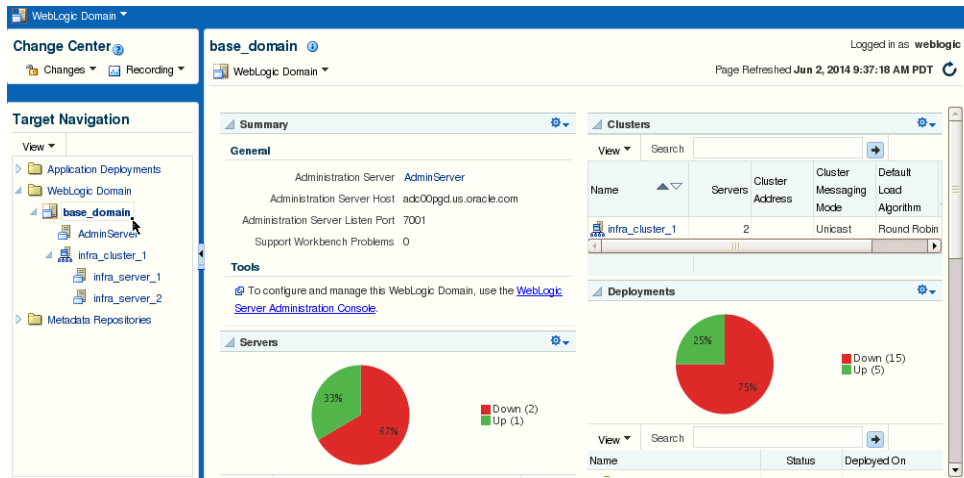 WebLogic Domain
Change Center
Changes Recording
base_domain
Logged in as weblogic
WebLogic Domain
Page Refreshed Jun 2, 2014 9:37:18 AM PDT
Target Navigation
View
Application Deployments
WebLogic Domain
base_domain
AdminServer
infra_cluster_1
infra_server_1
infra_server_2
Metadata Repositories
Summary
General
Administration Server AdminServer
Administration Server Host adc00pgd.us.oracle.com
Administration Server Listen Port 7001
Support Workbench Problems 0
Tools
To configure and manage this WebLogic Domain, use the WebLogic
Server Administration Console.
Servers
33%
67%
Down (2)
Up (1)
Clusters
View Search
Name Servers Cluster Address Cluster Messaging Mode Default Load Algorithm
infra_cluster_1 2 Unicast Round Robin
Deployments
25%
75%
Down (15)
Up (5)
View Search
Name Status Deployed On